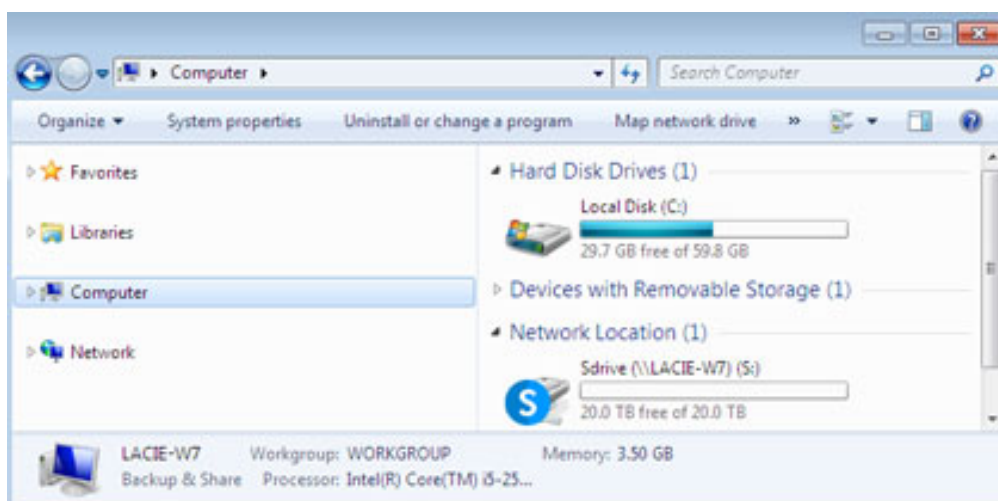 Computer
Search Computer
Organize System properties Uninstall or change a program Map network drive »
Favorites
Libraries
Computer
Network
Hard Disk Drives (1)
Local Disk (C:)
29.7 GB free of 59.8 GB
Devices with Removable Storage (1)
Network Location (1)
Sdrive (\\LACIE-W7) (S:)
S
20.0 TB free of 20.0 TB
LACIE-W7 Workgroup: WORKGROUP Memory: 3.50 GB
Backup & Share Processor: Intel(R) Core(TM) i5-25...